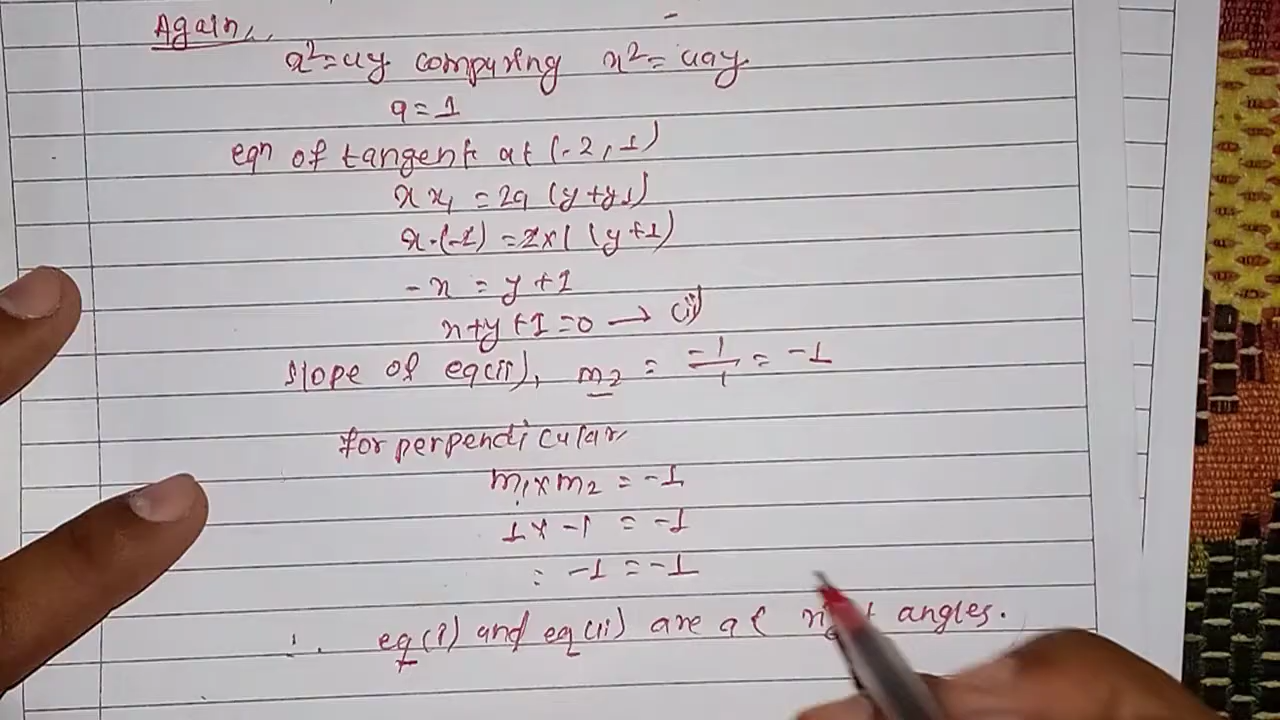 Again,
x²=4y comparing x²=4ay
a=1
eqn of tangent at (-2, 1)
x x₁ = 2a (y+y1)
x·(-2) = 2×1 (y+1)
-x = y+1
x+y+1=0 → (ii)
slope of eq(ii), m₂ = -1/1 = -1
for perpendicular
m₁×m₂ = -1
1×-1 = -1
= -1 = -1
∴ eq(i) and eq(ii) are at right angles.